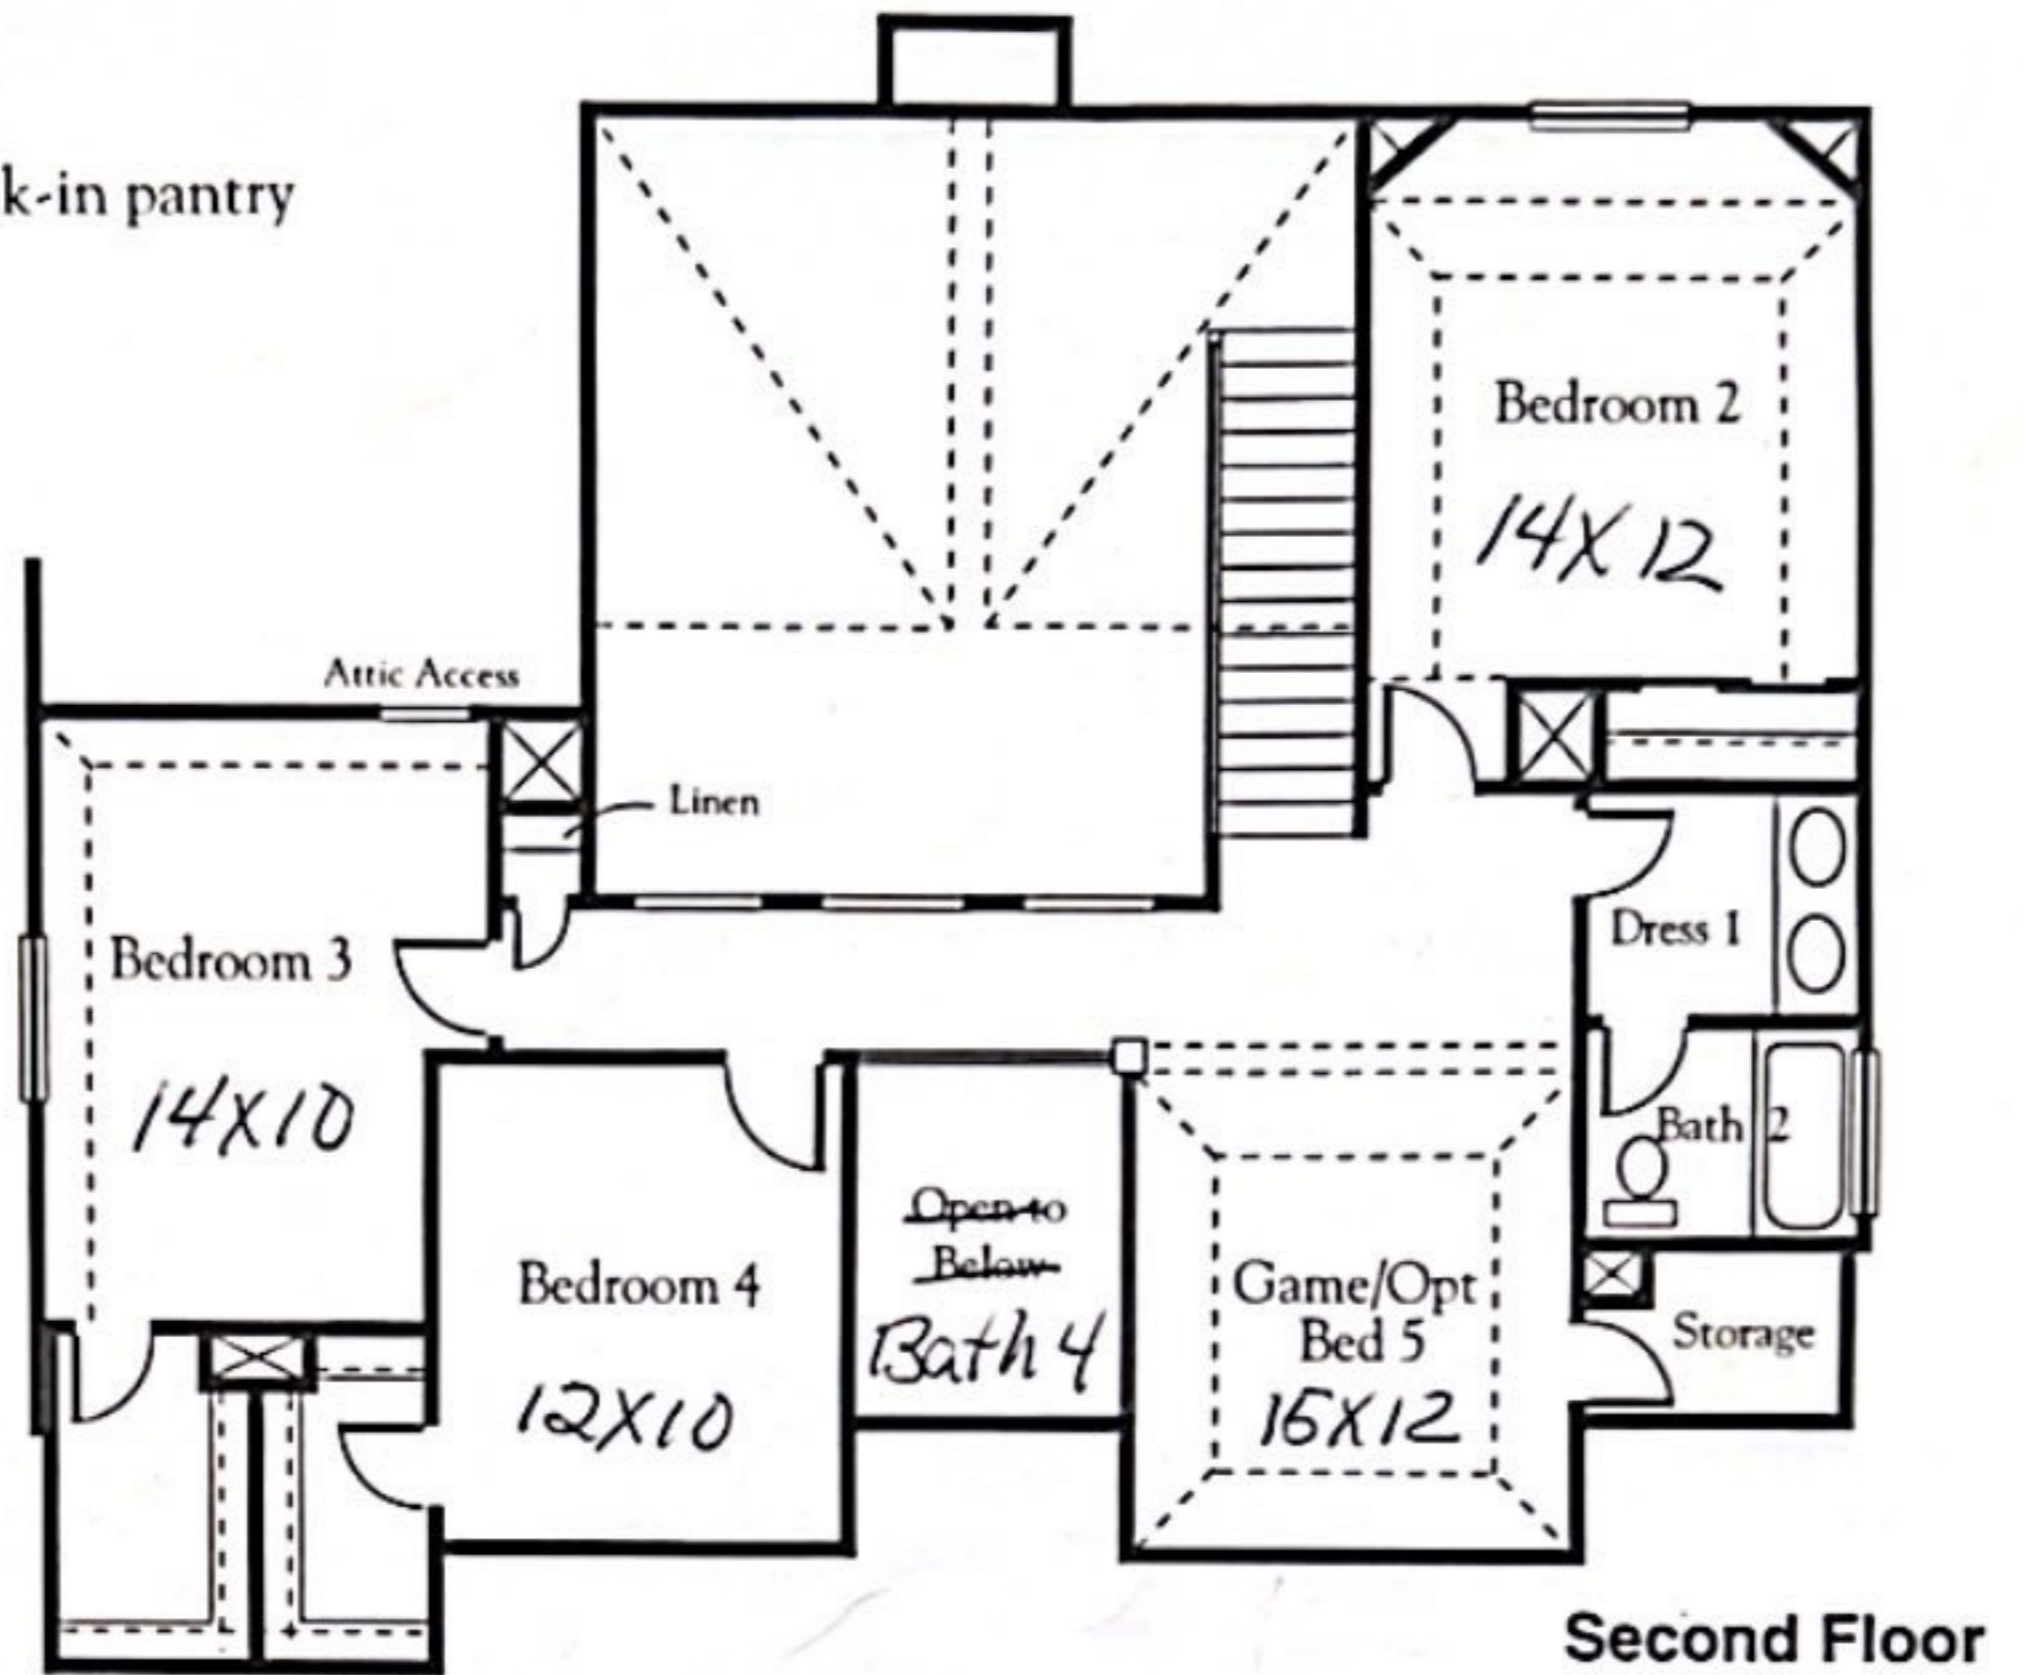 k-in pantry
Bedroom 2
14X12
Attic Access
Linen
Dress 1
Bedroom 3
14X10
Bath 2
Open to
Below
Bath 4
Bedroom 4
12X10
Game/Opt
Bed 5
16X12
Storage
Second Floor